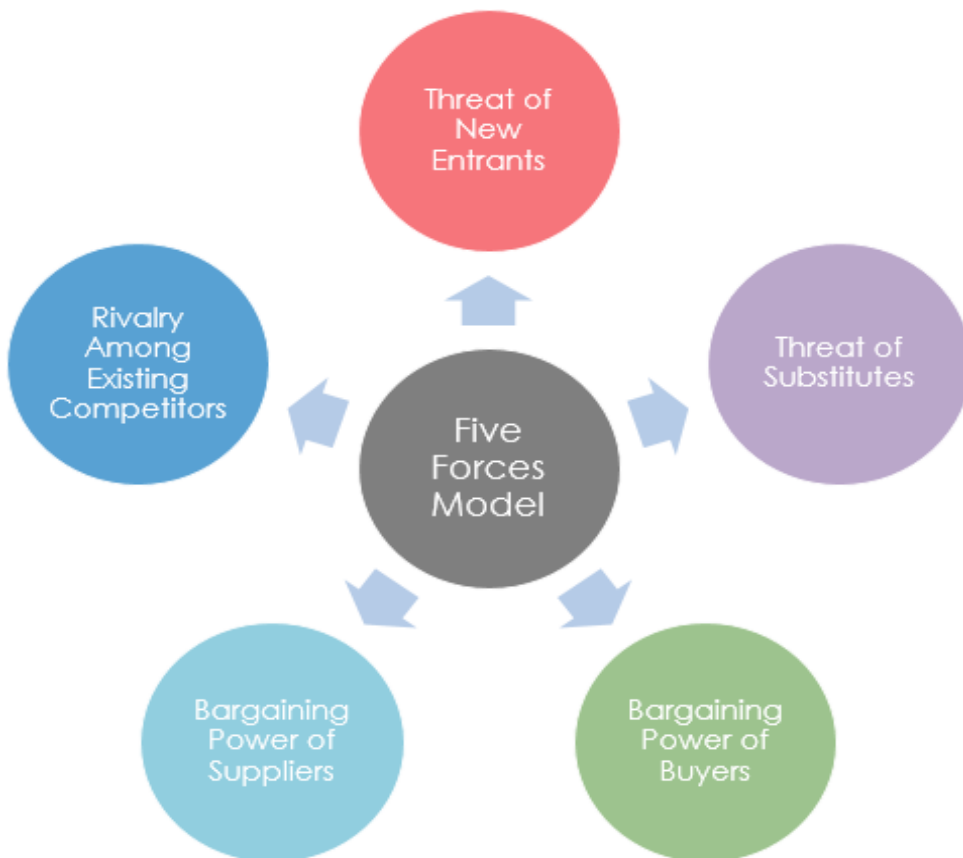 Threat of
New
Entrants
Rivalry
Among
Existing
Competitors
Threat of
Substitutes
Five
Forces
Model
Bargaining
Power of
Suppliers
Bargaining
Power of
Buyers